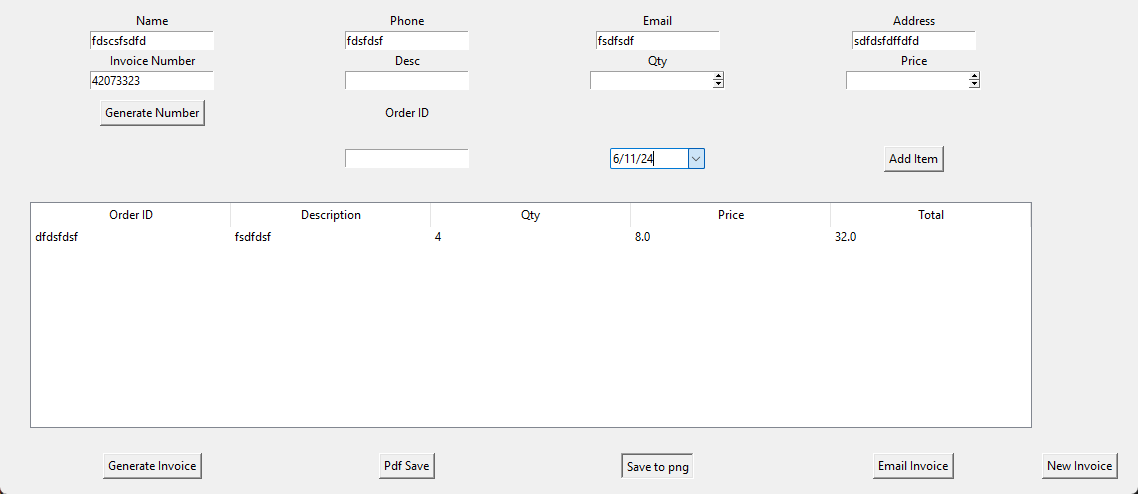 Name Phone Email Address
fdscsfsdfd fdsfdsf fsdfsdf sdfdsfdffdfd
Invoice Number Desc Qty Price
42073323
Generate Number Order ID
6/11/24 Add Item
Order ID Description Qty Price Total
dfdsfdsf fsdfdsf 4 8.0 32.0
Generate Invoice Pdf Save Save to png Email Invoice New Invoice